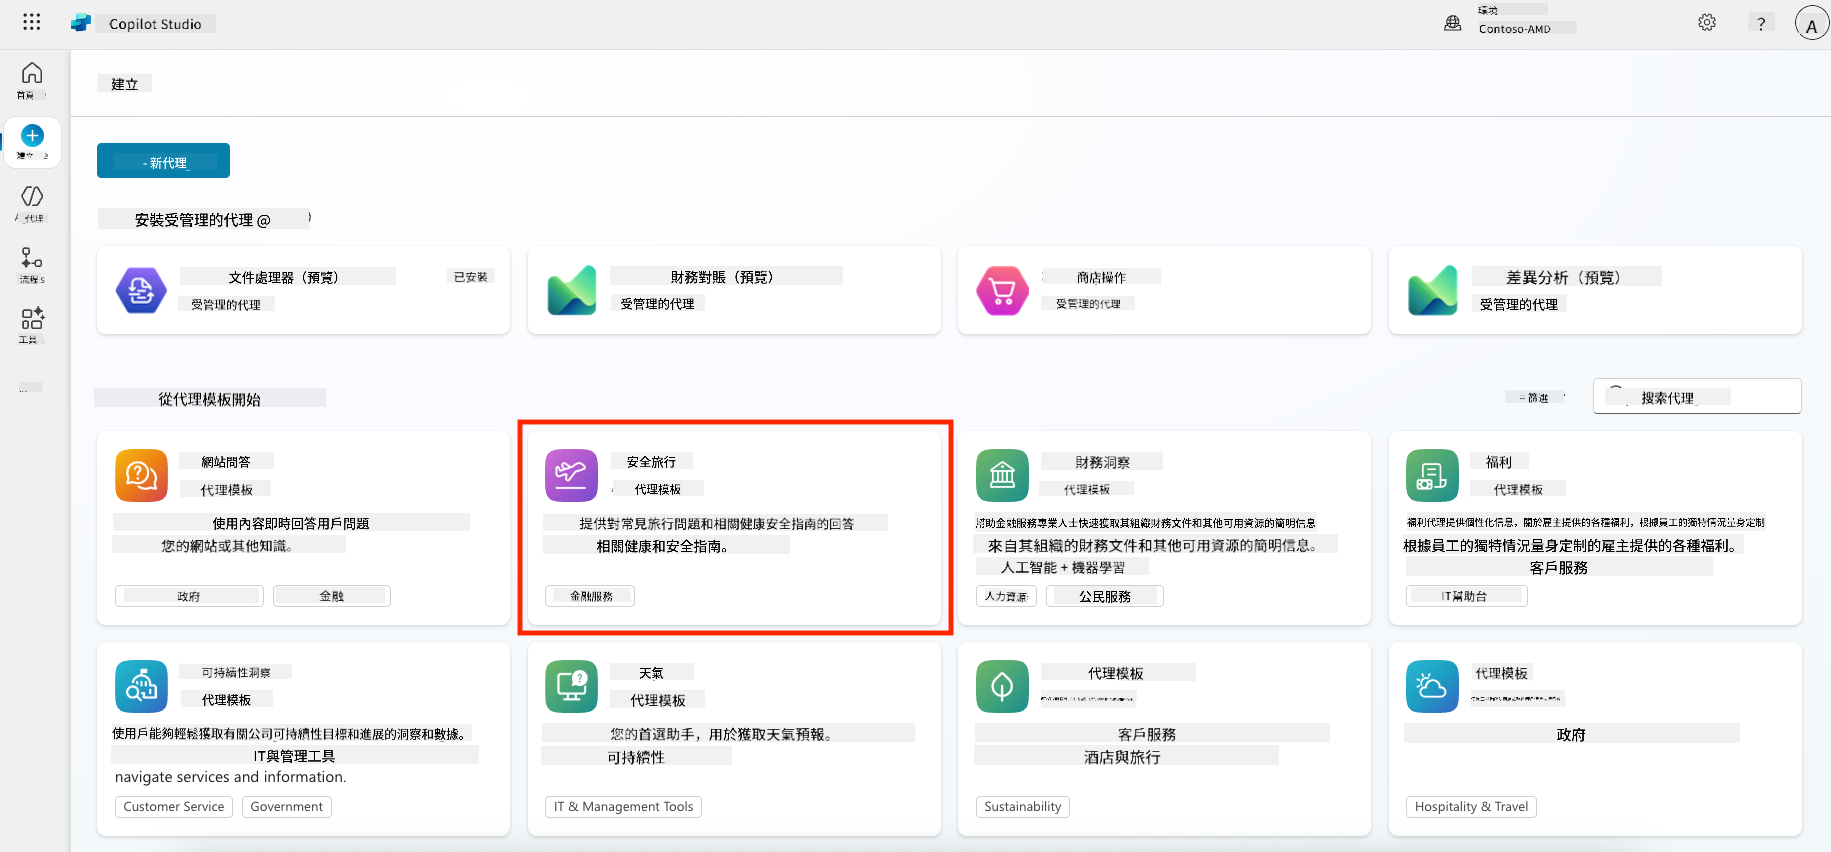 Copilot Studio
環境
Contoso-AMD
?
A
首頁
建立
建立
代理
流程 s
工具
- 新代理
安裝受管理的代理 @
文件處理器（預覽）
已安裝
受管理的代理
財務對賬（預覽）
受管理的代理
商店操作
受管理的代理
差異分析（預覽）
受管理的代理
從代理模板開始
篩選
搜索代理
網站問答
代理模板
使用內容即時回答用戶問題
您的網站或其他知識。
政府
金融
安全旅行
代理模板
提供對常見旅行問題和相關健康安全指南的回答
相關健康和安全指南。
金融服務
財務洞察
代理模板
幫助金融服務專業人士快速獲取其組織財務文件和其他可用資源的簡明信息
來自其組織的財務文件和其他可用資源的簡明信息。
人工智能 + 機器學習
人力資源
公民服務
福利
代理模板
福利代理提供個性化信息，關於雇主提供的各種福利，根據員工的獨特情況量身定制
根據員工的獨特情況量身定制的雇主提供的各種福利。
客戶服務
IT幫助台
可持續性洞察
代理模板
使用戶能夠輕鬆獲取有關公司可持續性目標和進展的洞察和數據。
IT與管理工具
navigate services and information.
Customer Service
Government
天氣
代理模板
您的首選助手，用於獲取天氣預報。
可持續性
IT & Management Tools
代理模板
客戶服務
酒店與旅行
Sustainability
代理模板
政府
Hospitality & Travel